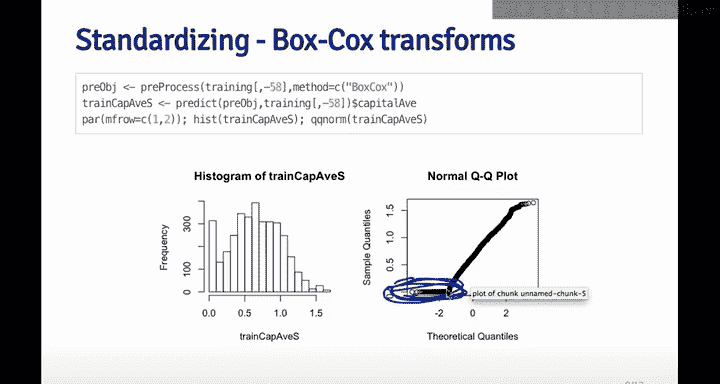 Standardizing - Box-Cox transforms
preObj <- preProcess(training[,-58],method=c("BoxCox"))
trainCapAveS <- predict(preObj,training[,-58])$capitalAve
par(mfrow=c(1,2)); hist(trainCapAveS); qqnorm(trainCapAveS)
Histogram of trainCapAveS
Frequency
0 100 300
0.0 0.5 1.0 1.5
trainCapAveS
Normal Q-Q Plot
Sample Quantiles
0.5 1.0 1.5
plot of chunk unnamed-chunk-5
-2 0 2
Theoretical Quantiles